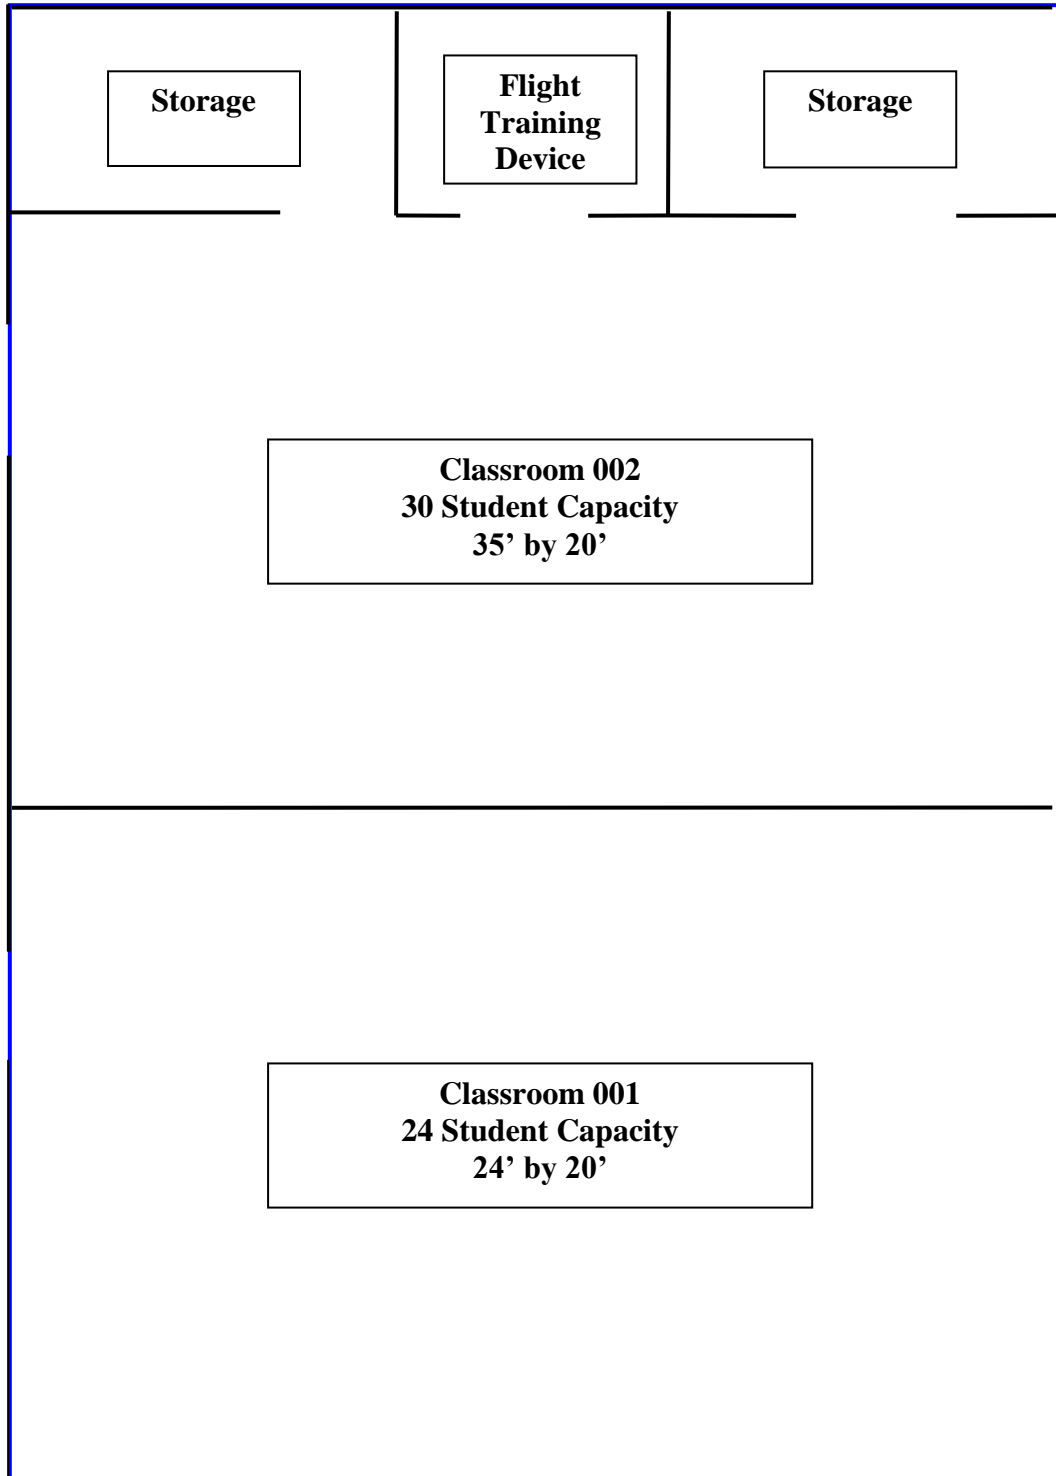 Storage
Flight
Training
Device
Storage
Classroom 002
30 Student Capacity
35’ by 20’
Classroom 001
24 Student Capacity
24’ by 20’